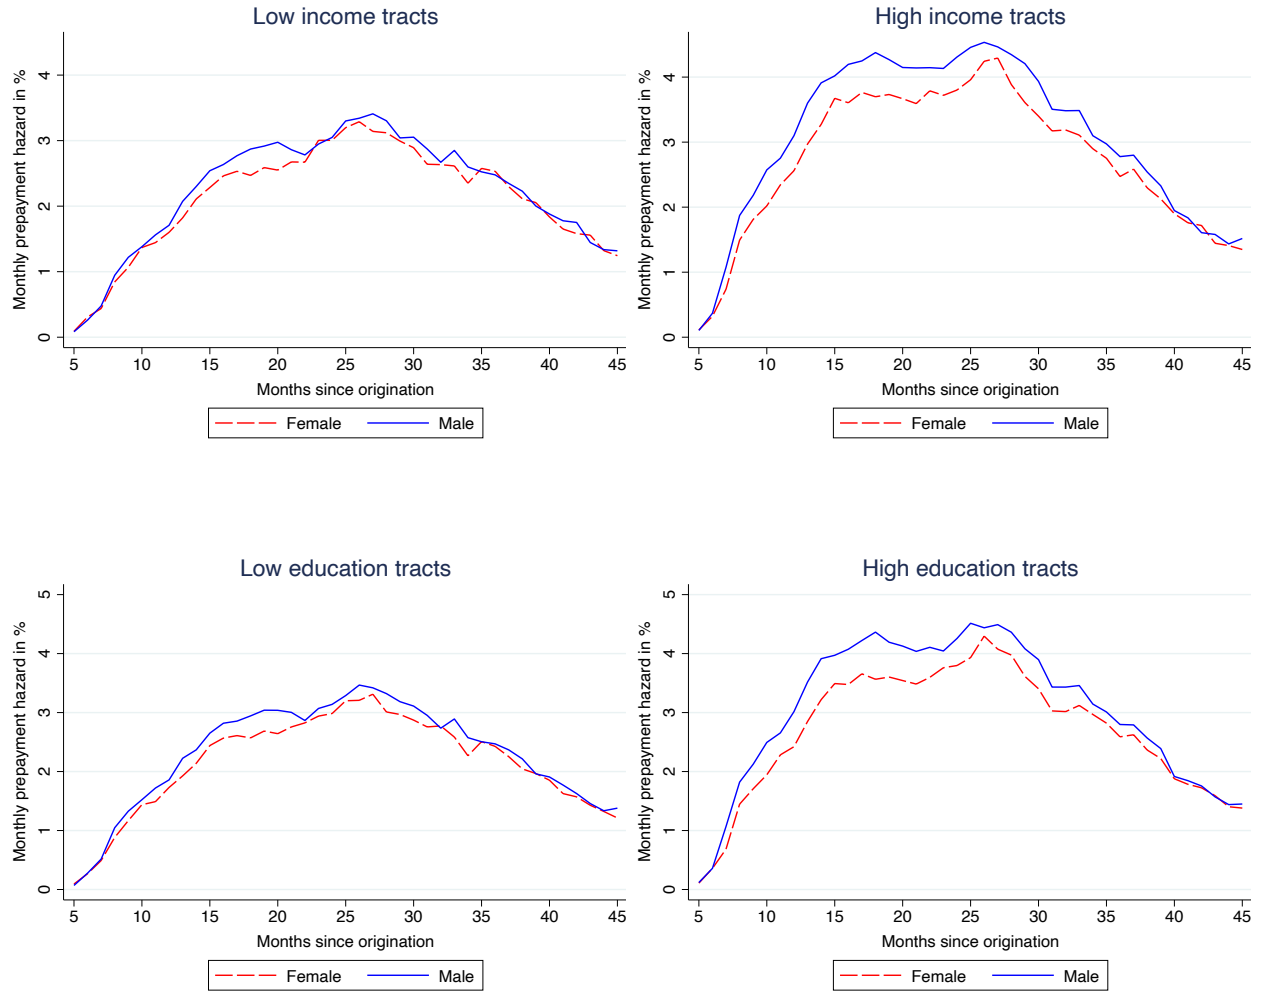 Low income tracts
Monthly prepayment hazard in %
4
3
2
1
0
5 10 15 20 25 30 35 40 45
Months since origination
Female Male
High income tracts
Monthly prepayment hazard in %
4
3
2
1
0
5 10 15 20 25 30 35 40 45
Months since origination
Female Male
Low education tracts
Monthly prepayment hazard in %
5
4
3
2
1
0
5 10 15 20 25 30 35 40 45
Months since origination
Female Male
High education tracts
Monthly prepayment hazard in %
5
4
3
2
1
0
5 10 15 20 25 30 35 40 45
Months since origination
Female Male